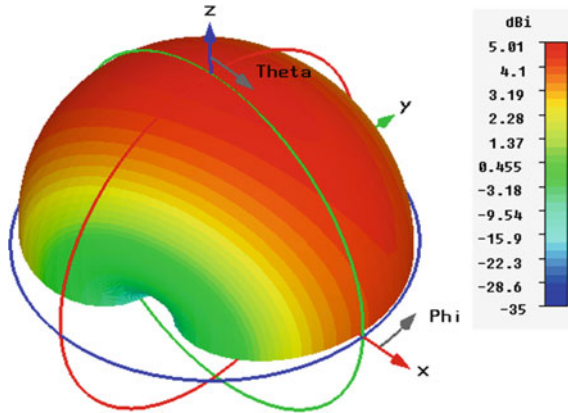 z
Theta
y
Phi
x
dBi
5.01
4.1
3.19
2.28
1.37
0.455
-3.18
-9.54
-15.9
-22.3
-28.6
-35